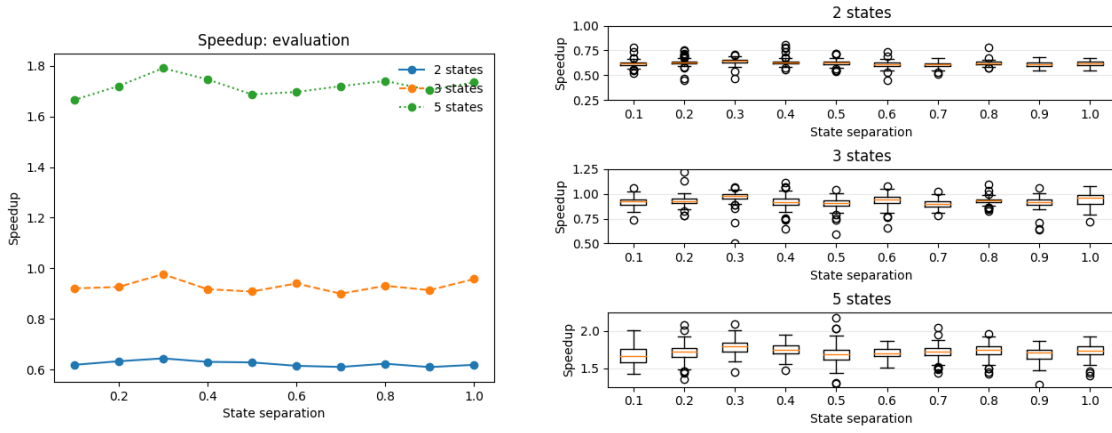 Speedup: evaluation
Speedup
1.8
1.6
1.4
1.2
1.0
0.8
0.6
2 states
3 states
5 states
0.2 0.4 0.6 0.8 1.0
State separation
2 states
Speedup
1.00
0.75
0.50
0.25
0.1 0.2 0.3 0.4 0.5 0.6 0.7 0.8 0.9 1.0
State separation
3 states
Speedup
1.25
1.00
0.75
0.50
0.1 0.2 0.3 0.4 0.5 0.6 0.7 0.8 0.9 1.0
State separation
5 states
Speedup
2.0
1.5
0.1 0.2 0.3 0.4 0.5 0.6 0.7 0.8 0.9 1.0
State separation